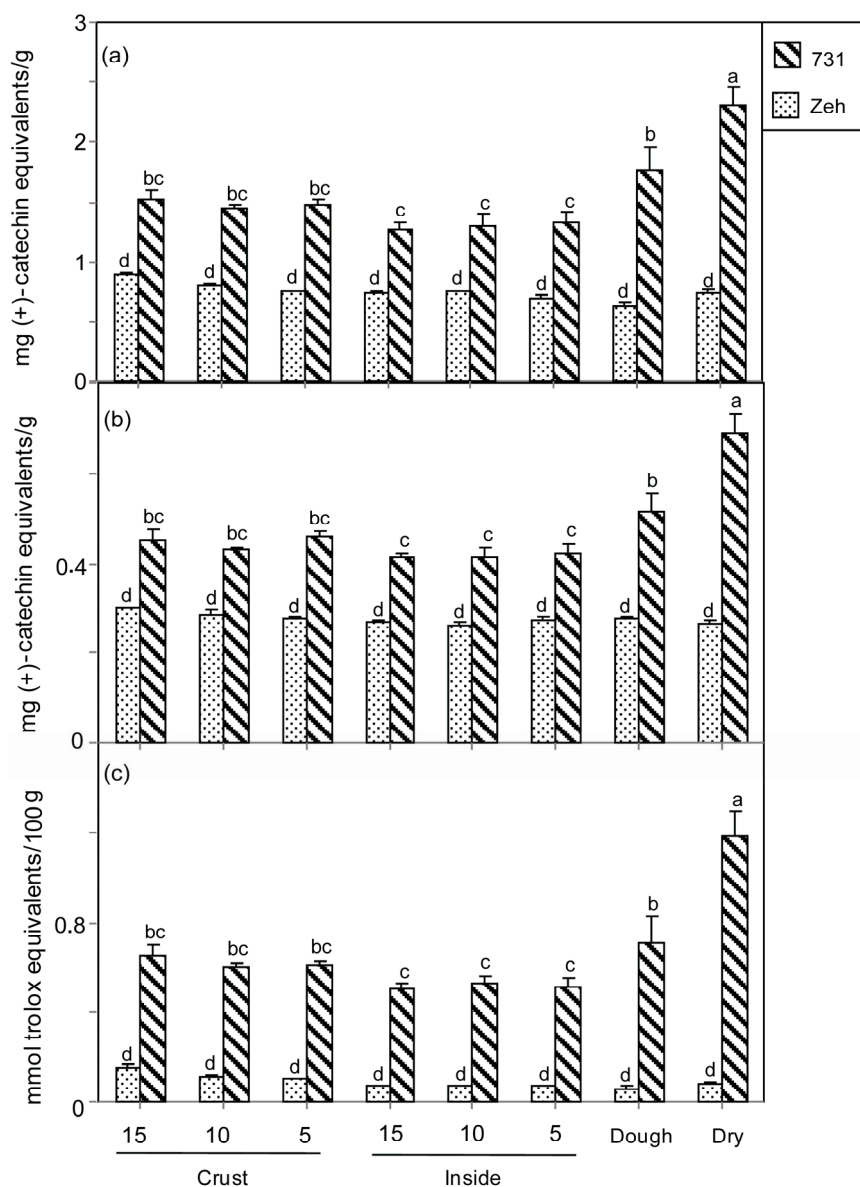 3
(a)
a
731
Zeh
b
2
bc
bc
bc
c
c
c
1
d
d
d
d
d
d
d
d
0
mg (+)-catechin equivalents/g
(b)
a
b
bc
bc
bc
c
c
c
0.4
d
d
d
d
d
d
d
d
0
mg (+)-catechin equivalents/g
(c)
a
b
0.8
bc
bc
bc
c
c
c
d
d
d
d
d
d
d
d
0
mmol trolox equivalents/100 g
15 10 5 15 10 5 Dough Dry
Crust Inside